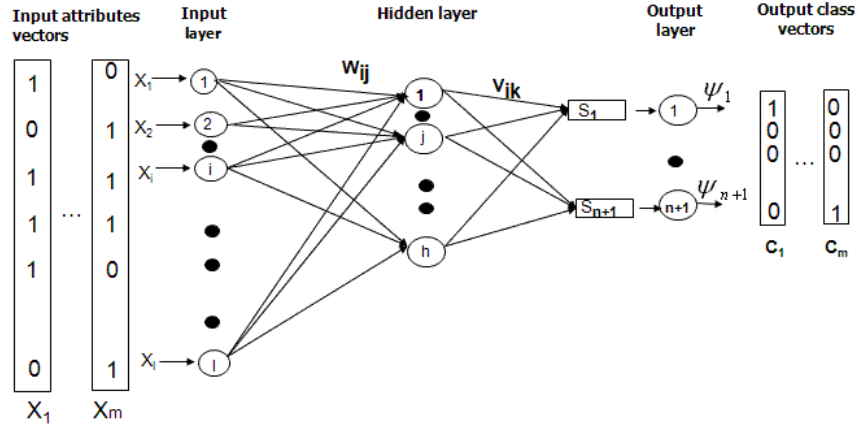 Input attributes vectors
Input layer
Hidden layer
Output layer
Output class vectors
1
0
1
1
1
0
X1
...
0
1
1
1
0
1
Xm
X1
X2
Xi
Xl
1
2
i
l
Wij
1
j
h
Vjk
S1
Sn+1
1
n+1
ψ1
ψn+1
1
0
0
0
C1
...
0
0
0
1
Cm